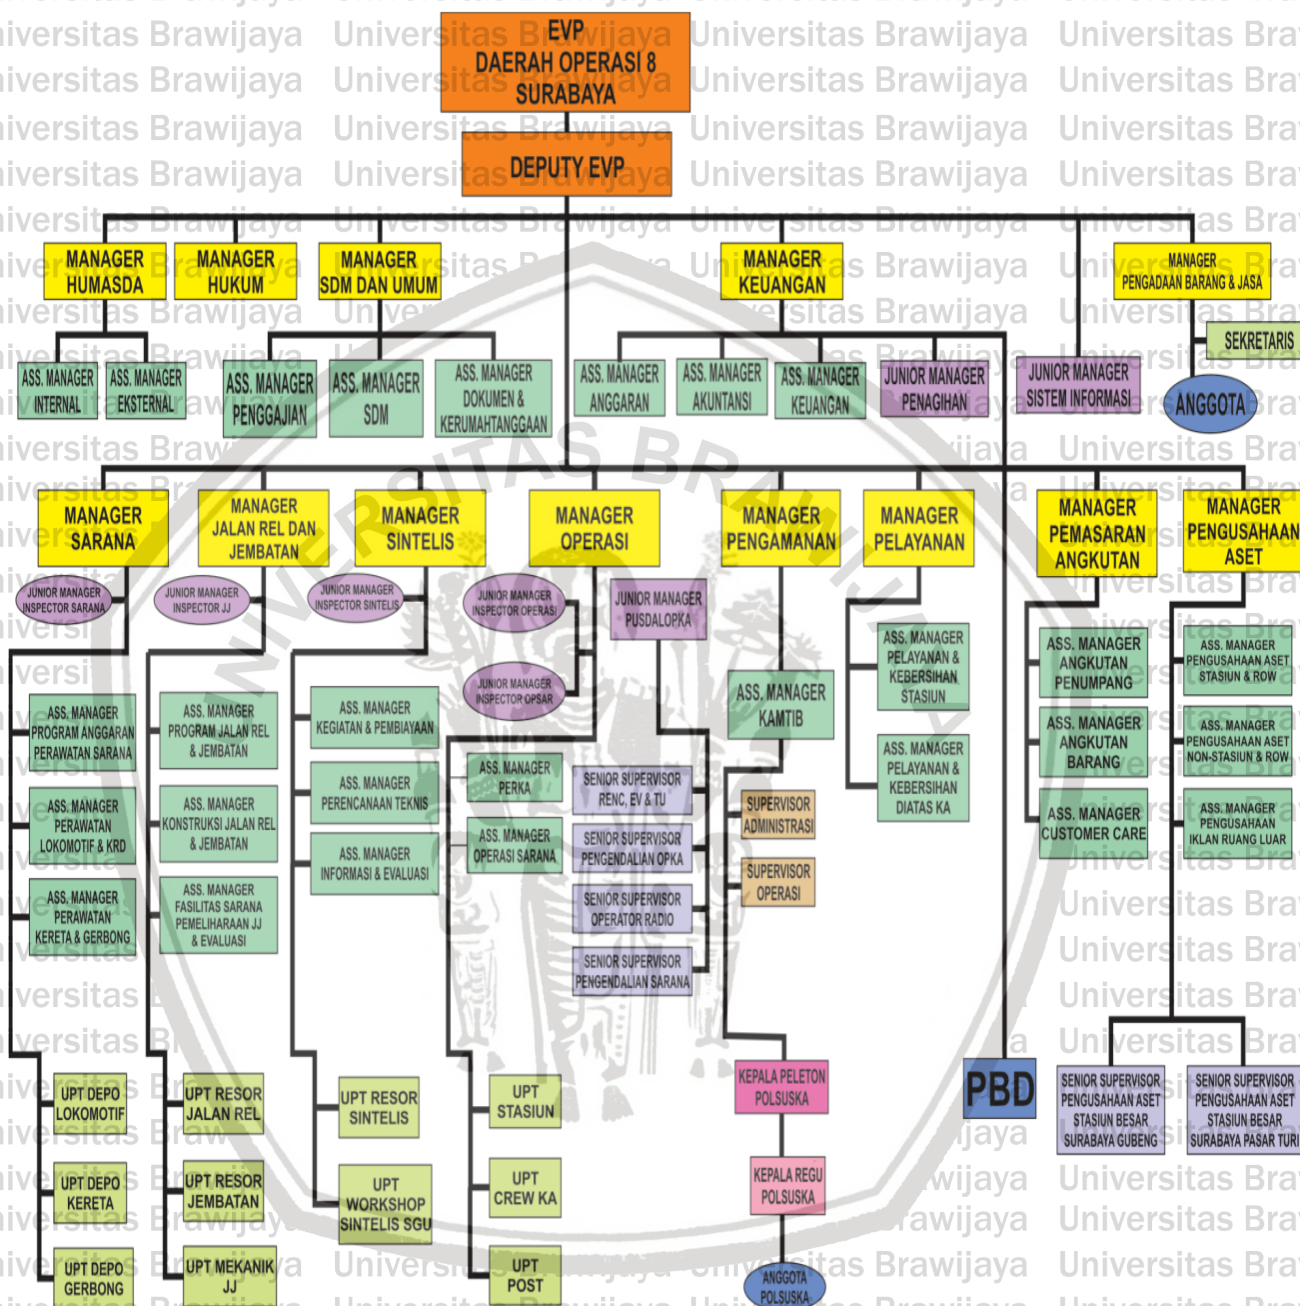 EVP
DAERAH OPERASI 8
SURABAYA
DEPUTY EVP
MANAGER
HUMASDA
MANAGER
HUKUM
MANAGER
SDM DAN UMUM
MANAGER
KEUANGAN
MANAGER
PENGADAAN BARANG & JASA
SEKRETARIS
ANGGOTA
ASS. MANAGER
INTERNAL
ASS. MANAGER
EKSTERNAL
ASS. MANAGER
PENGGAJIAN
ASS. MANAGER
SDM
ASS. MANAGER
DOKUMEN &
KERUMAHTANGGAAN
ASS. MANAGER
ANGGARAN
ASS. MANAGER
AKUNTANSI
ASS. MANAGER
KEUANGAN
JUNIOR MANAGER
PENAGIHAN
JUNIOR MANAGER
SISTEM INFORMASI
MANAGER
SARANA
MANAGER
JALAN REL DAN
JEMBATAN
MANAGER
SINTELIS
MANAGER
OPERASI
MANAGER
PENGAMANAN
MANAGER
PELAYANAN
MANAGER
PEMASARAN
ANGKUTAN
MANAGER
PENGUSAHAAN
ASET
JUNIOR MANAGER
INSPECTOR SARANA
JUNIOR MANAGER
INSPECTOR JJ
JUNIOR MANAGER
INSPECTOR SINTELIS
JUNIOR MANAGER
INSPECTOR OPERASI
JUNIOR MANAGER
INSPECTOR OPSAR
JUNIOR MANAGER
PUSDALOPKA
ASS. MANAGER
PROGRAM ANGGARAN
PERAWATAN SARANA
ASS. MANAGER
PERAWATAN
LOKOMOTIF & KRD
ASS. MANAGER
PERAWATAN
KERETA & GERBONG
ASS. MANAGER
PROGRAM JALAN REL
& JEMBATAN
ASS. MANAGER
KONSTRUKSI JALAN REL
& JEMBATAN
ASS. MANAGER
FASILITAS SARANA
PEMELIHARAAN JJ
& EVALUASI
ASS. MANAGER
KEGIATAN & PEMBIAYAAN
ASS. MANAGER
PERENCANAAN TEKNIS
ASS. MANAGER
INFORMASI & EVALUASI
ASS. MANAGER
PERKA
ASS. MANAGER
OPERASI SARANA
SENIOR SUPERVISOR
RENC, EV & TU
SENIOR SUPERVISOR
PENGENDALIAN OPKA
SENIOR SUPERVISOR
OPERATOR RADIO
SENIOR SUPERVISOR
PENGENDALIAN SARANA
ASS. MANAGER
KAMTIB
SUPERVISOR
ADMINISTRASI
SUPERVISOR
OPERASI
ASS. MANAGER
PELAYANAN &
KEBERSIHAN
STASIUN
ASS. MANAGER
PELAYANAN &
KEBERSIHAN
DIATAS KA
ASS. MANAGER
ANGKUTAN
PENUMPANG
ASS. MANAGER
ANGKUTAN
BARANG
ASS. MANAGER
CUSTOMER CARE
ASS. MANAGER
PENGUSAHAAN ASET
STASIUN & ROW
ASS. MANAGER
PENGUSAHAAN ASET
NON-STASIUN & ROW
ASS. MANAGER
PENGUSAHAAN
IKLAN RUANG LUAR
UPT DEPO
LOKOMOTIF
UPT DEPO
KERETA
UPT DEPO
GERBONG
UPT RESOR
JALAN REL
UPT RESOR
JEMBATAN
UPT MEKANIK
JJ
UPT RESOR
SINTELIS
UPT
WORKSHOP
SINTELIS SGU
UPT
STASIUN
UPT
CREW KA
UPT
POST
KEPALA PELETON
POLSUSKA
KEPALA REGU
POLSUSKA
ANGGOTA
POLSUSKA
PBD
SENIOR SUPERVISOR
PENGUSAHAAN ASET
STASIUN BESAR
SURABAYA GUBENG
SENIOR SUPERVISOR
PENGUSAHAAN ASET
STASIUN BESAR
SURABAYA PASAR TURI